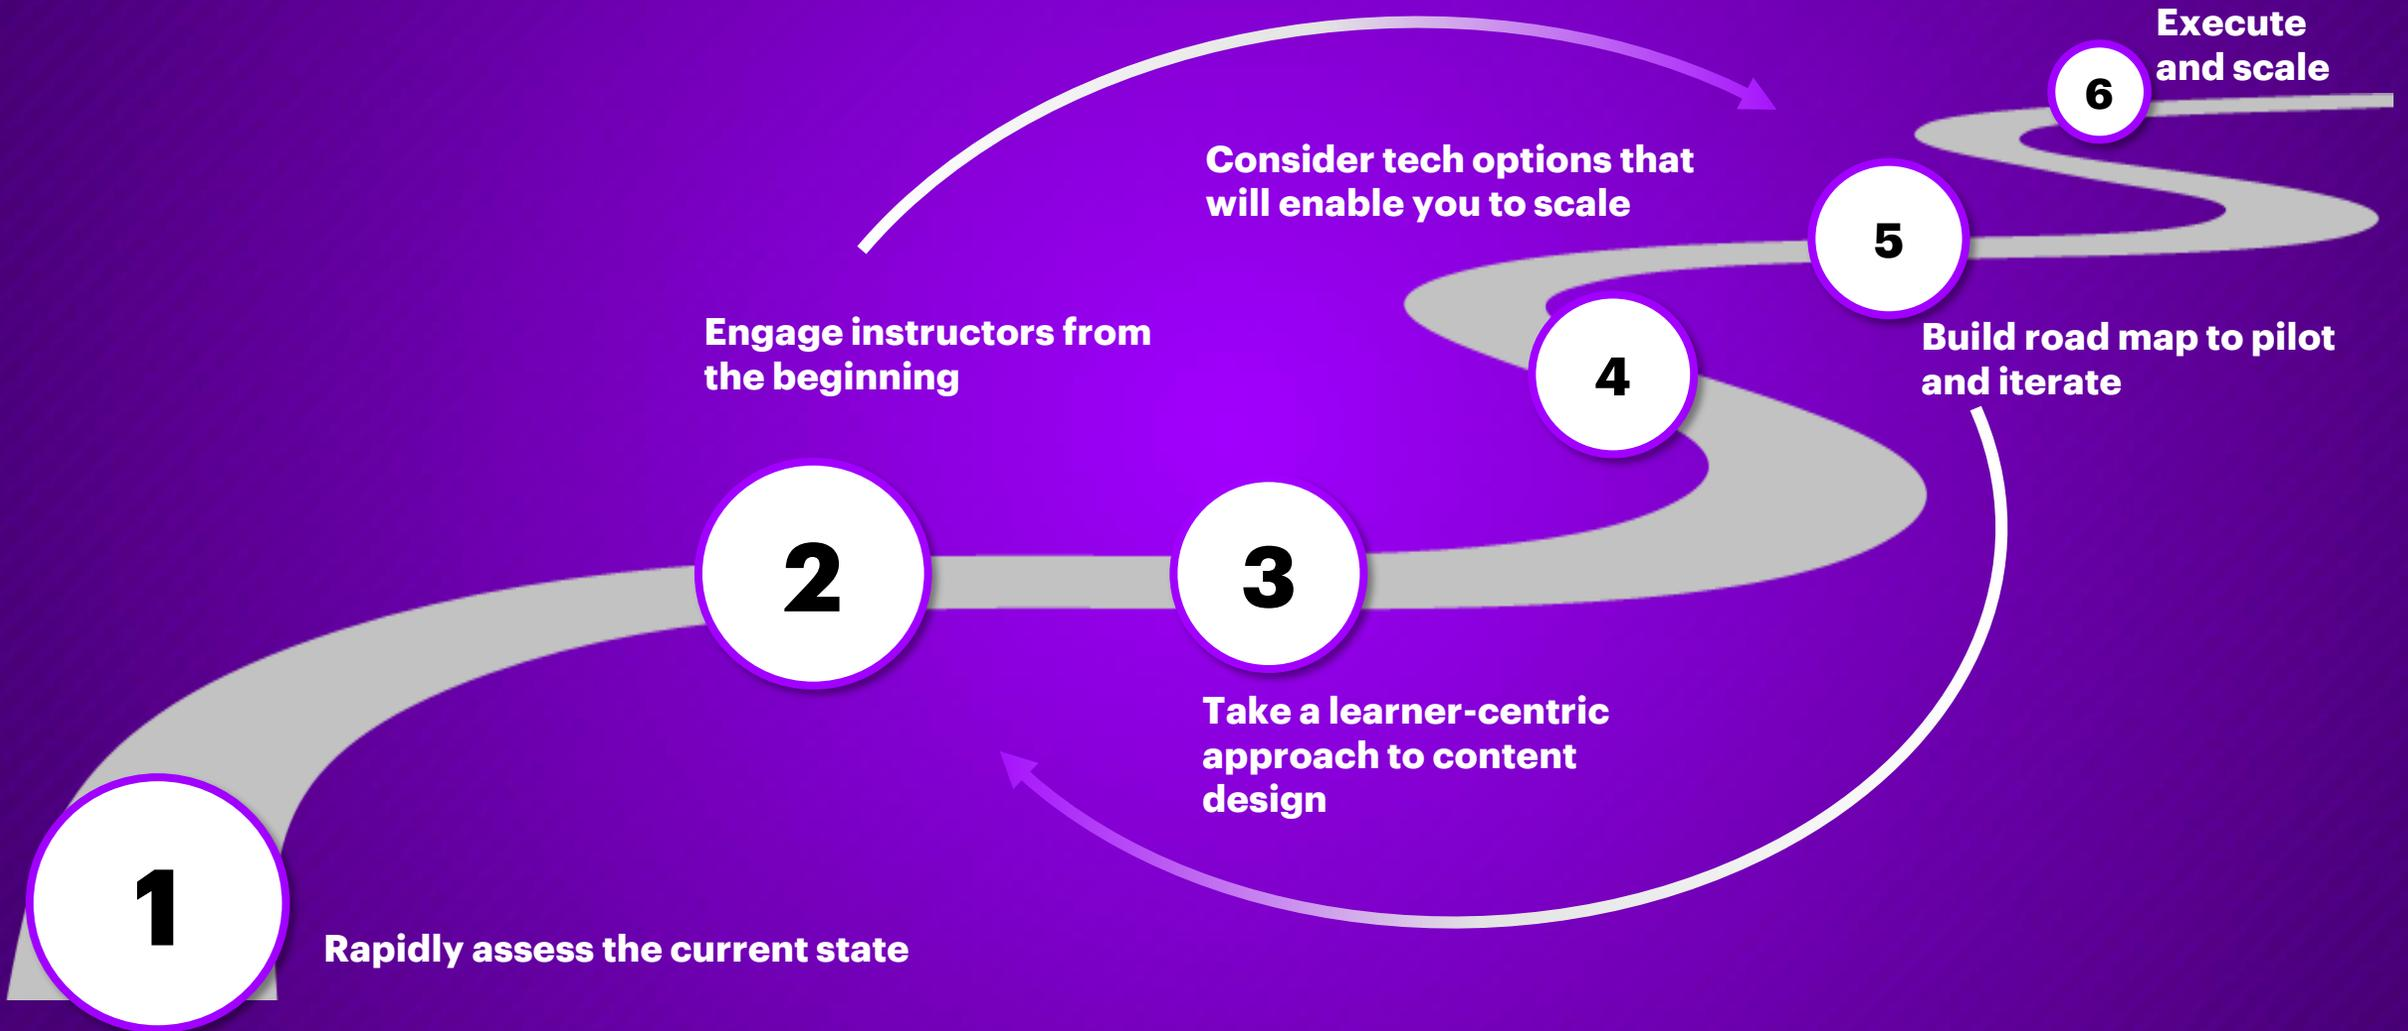 1
Rapidly assess the current state
2
Engage instructors from
the beginning
3
Take a learner-centric
approach to content
design
4
Consider tech options that
will enable you to scale
5
Build road map to pilot
and iterate
6
Execute
and scale